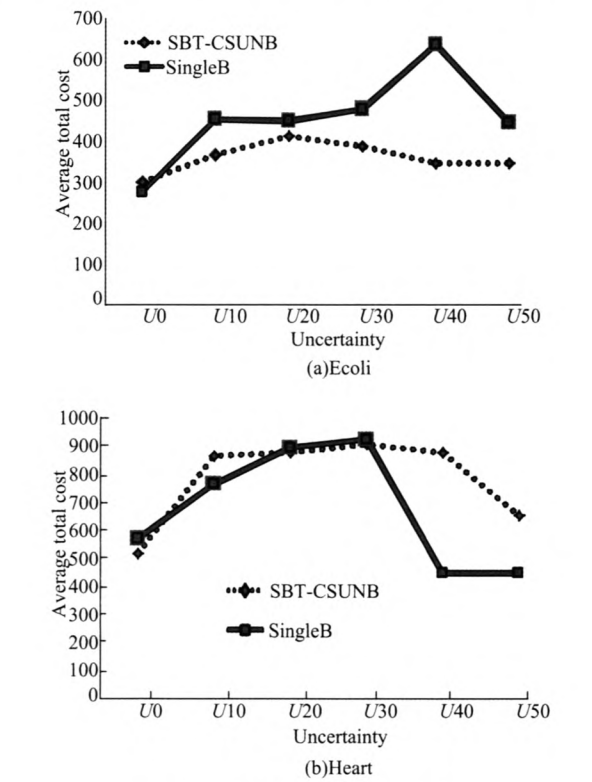 700
600
500
400
300
200
100
0
Average total cost
SBT-CSUNB
SingleB
U0 U10 U20 U30 U40 U50
Uncertainty
(a)Ecoli
1000
900
800
700
600
500
400
300
200
100
0
Average total cost
SBT-CSUNB
SingleB
U0 U10 U20 U30 U40 U50
Uncertainty
(b)Heart